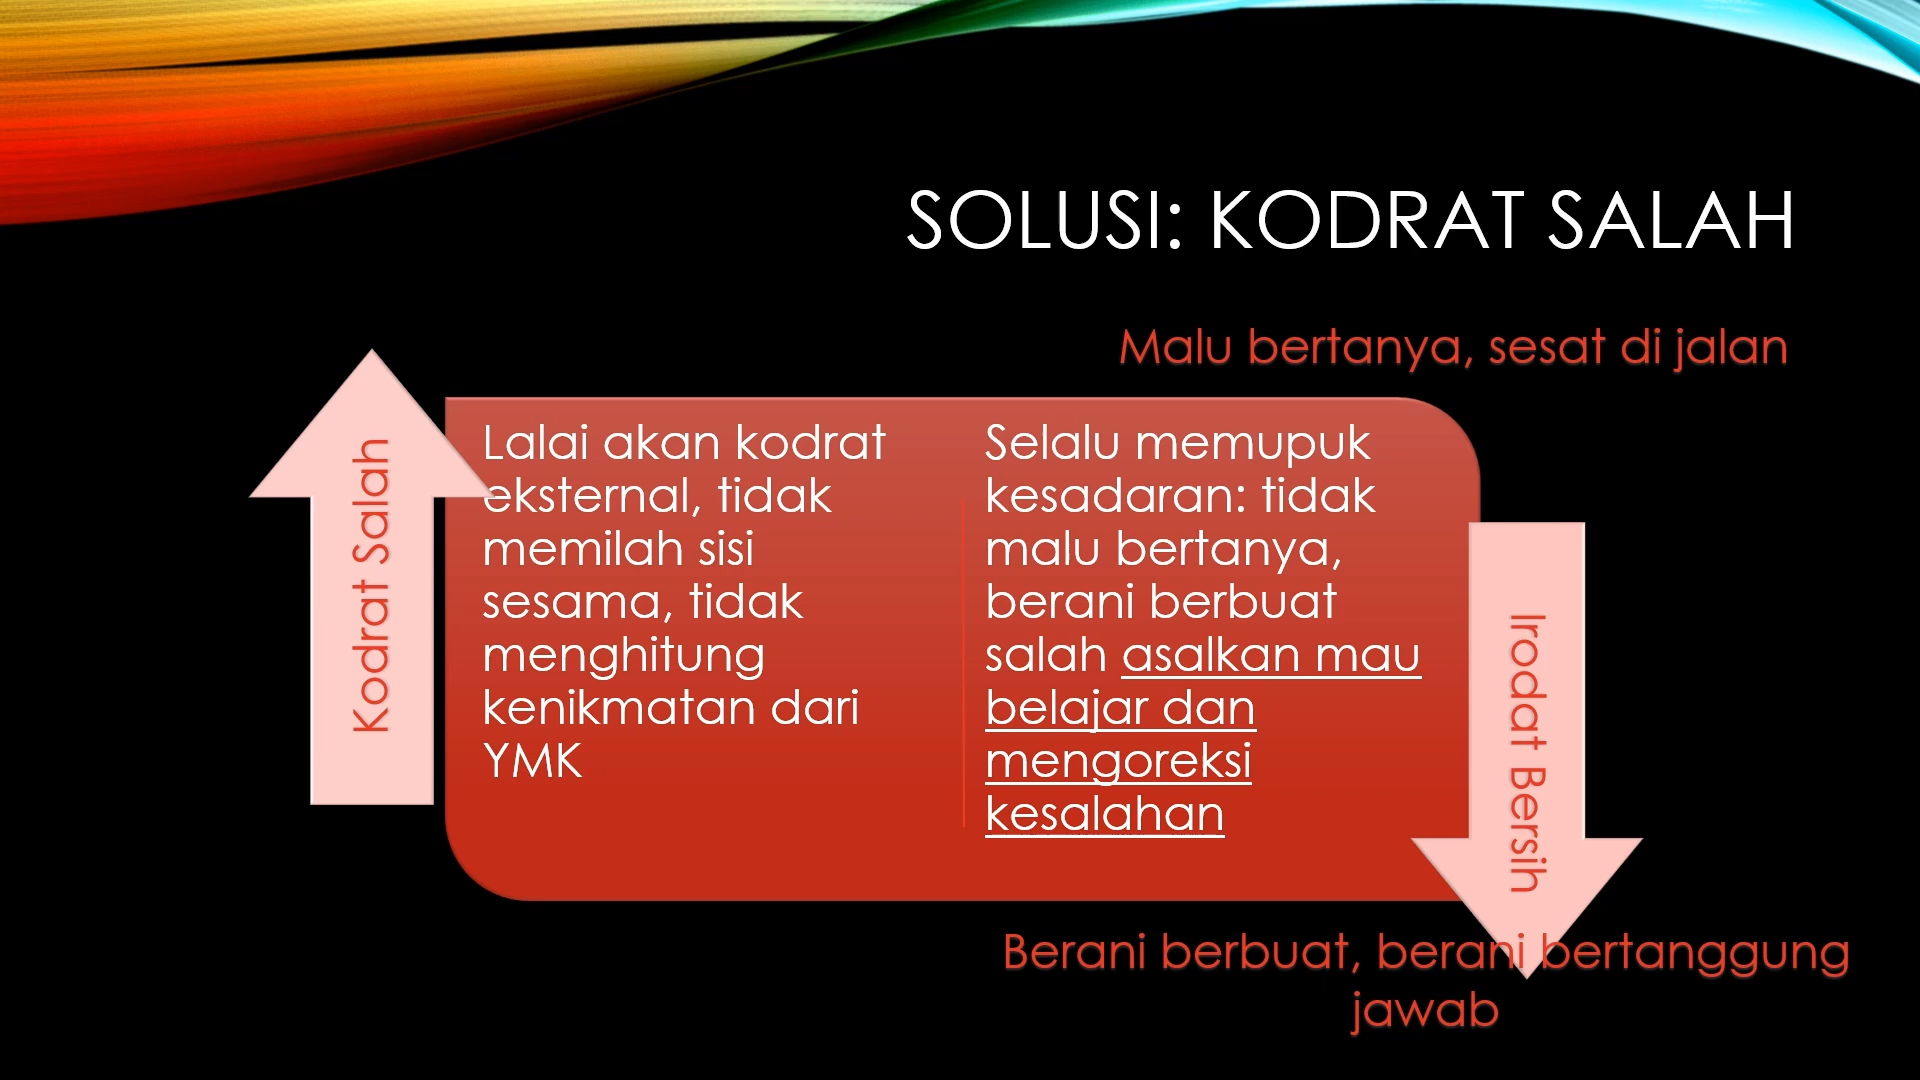 SOLUSI: KODRAT SALAH
Malu bertanya, sesat di jalan
Kodrat Salah
Lalai akan kodrat
eksternal, tidak
memilah sisi
sesama, tidak
menghitung
kenikmatan dari
YMK
Selalu memupuk
kesadaran: tidak
malu bertanya,
berani berbuat
salah asalkan mau
belajar dan
mengoreksi
kesalahan
Irodat Bersih
Berani berbuat, berani bertanggung
jawab